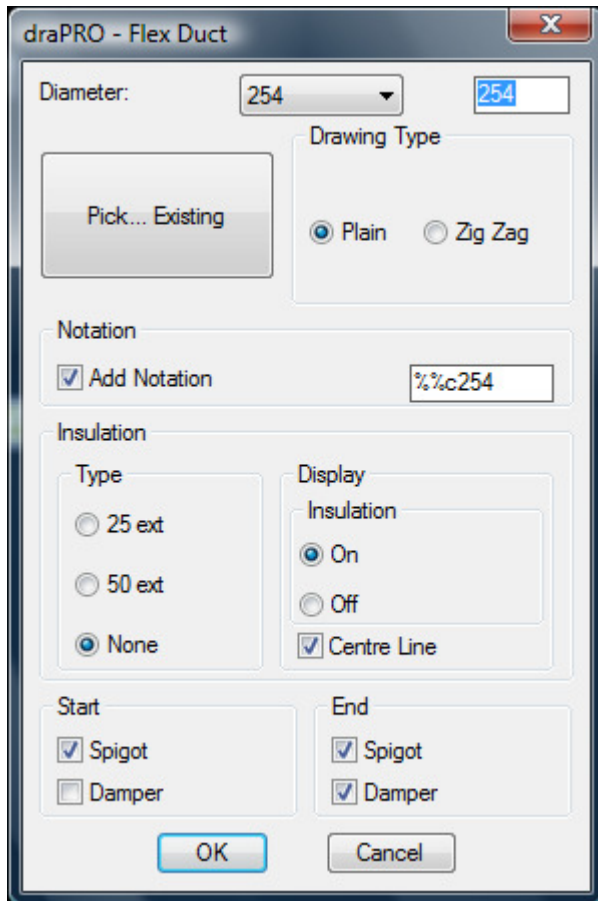 draPRO - Flex Duct
Diameter: 254 254
Drawing Type
Pick... Existing
Plain Zig Zag
Notation
Add Notation %%c254
Insulation
Type Display
Insulation
25 ext
On
50 ext
Off
None Centre Line
Start End
Spigot Spigot
Damper Damper
OK Cancel